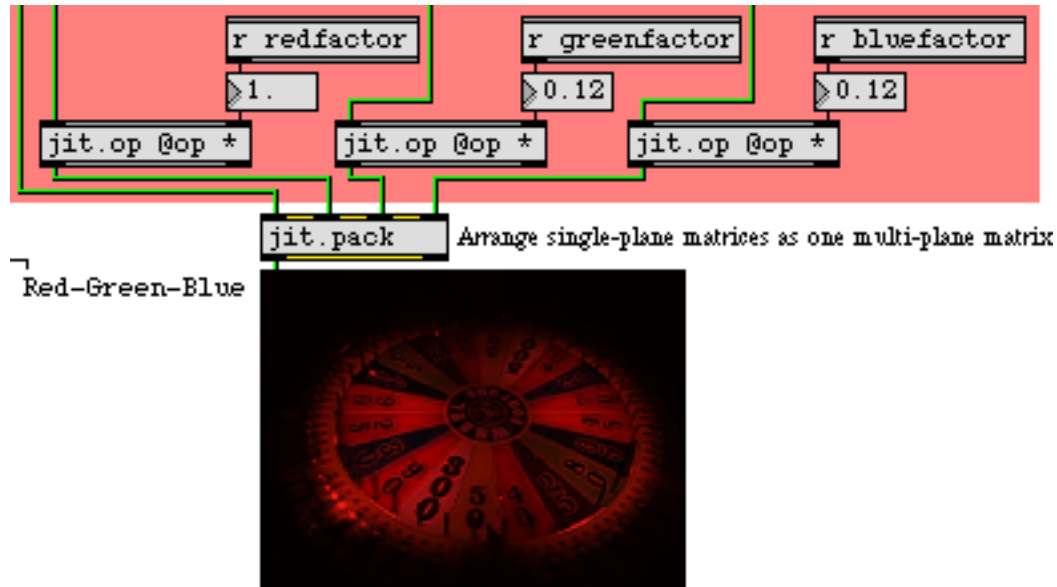 r redfactor
r greenfactor
r bluefactor
1.
0.12
0.12
jit.op @op *
jit.op @op *
jit.op @op *
jit.pack
Arrange single-plane matrices as one multi-plane matrix
Red-Green-Blue